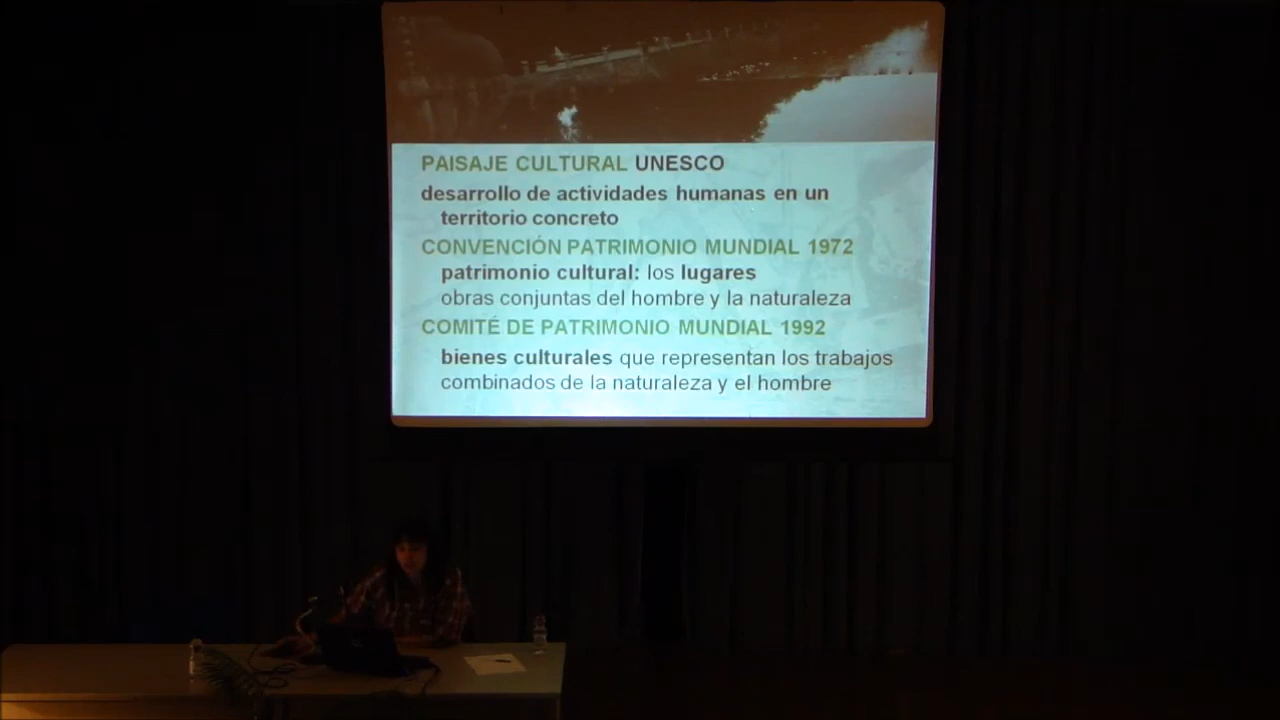 PAISAJE CULTURAL UNESCO
desarrollo de actividades humanas en un
territorio concreto
CONVENCIÓN PATRIMONIO MUNDIAL 1972
patrimonio cultural: los lugares
obras conjuntas del hombre y la naturaleza
COMITÉ DE PATRIMONIO MUNDIAL 1992
bienes culturales que representan los trabajos
combinados de la naturaleza y el hombre